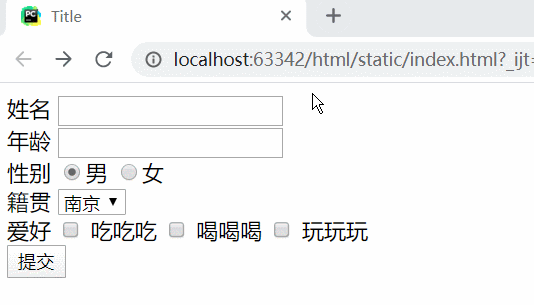 PC Title
localhost:63342/html/static/index.html?_ijt=
姓名
年龄
性别 男 女
籍贯 南京
爱好 吃吃吃 喝喝喝 玩玩玩
提交